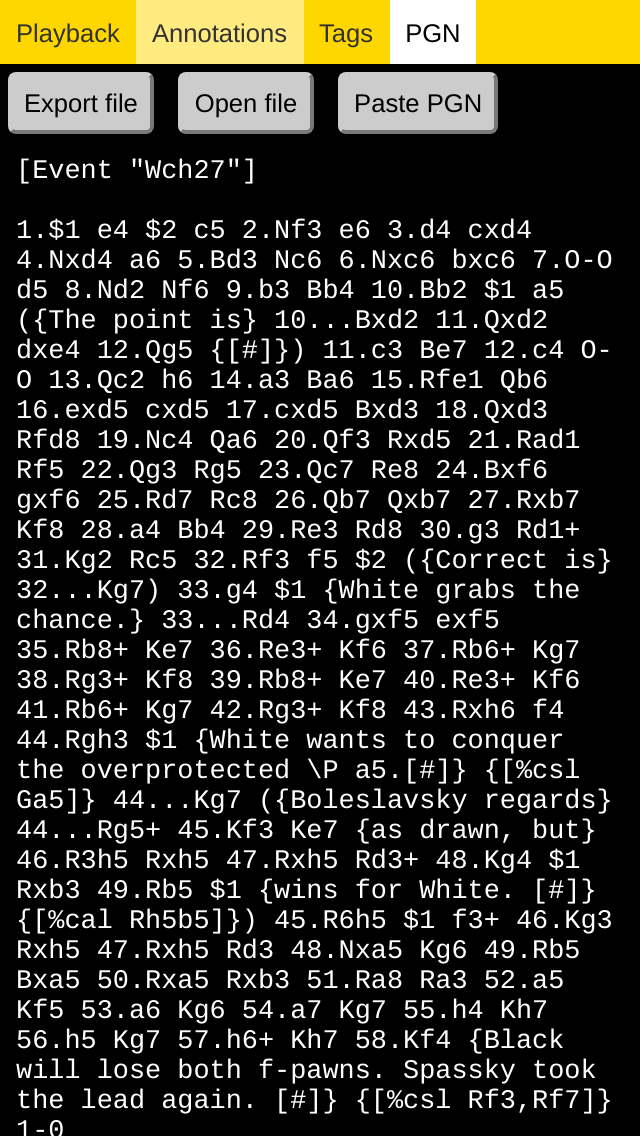 Playback Annotations Tags PGN
Export file Open file Paste PGN
[Event "Wch27"]
1.$1 e4 $2 c5 2.Nf3 e6 3.d4 cxd4
4.Nxd4 a6 5.Bd3 Nc6 6.Nxc6 bxc6 7.O-O
d5 8.Nd2 Nf6 9.b3 Bb4 10.Bb2 $1 a5
({The point is} 10...Bxd2 11.Qxd2
dxe4 12.Qg5 {[#]}) 11.c3 Be7 12.c4 O-
O 13.Qc2 h6 14.a3 Ba6 15.Rfe1 Qb6
16.exd5 cxd5 17.cxd5 Bxd3 18.Qxd3
Rfd8 19.Nc4 Qa6 20.Qf3 Rxd5 21.Rad1
Rf5 22.Qg3 Rg5 23.Qc7 Re8 24.Bxf6
gxf6 25.Rd7 Rc8 26.Qb7 Qxb7 27.Rxb7
Kf8 28.a4 Bb4 29.Re3 Rd8 30.g3 Rd1+
31.Kg2 Rc5 32.Rf3 f5 $2 ({Correct is}
32...Kg7) 33.g4 $1 {White grabs the
chance.} 33...Rd4 34.gxf5 exf5
35.Rb8+ Ke7 36.Re3+ Kf6 37.Rb6+ Kg7
38.Rg3+ Kf8 39.Rb8+ Ke7 40.Re3+ Kf6
41.Rb6+ Kg7 42.Rg3+ Kf8 43.Rxh6 f4
44.Rgh3 $1 {White wants to conquer
the overprotected \P a5.[#]} {[%csl
Ga5]} 44...Kg7 ({Boleslavsky regards}
44...Rg5+ 45.Kf3 Ke7 {as drawn, but}
46.R3h5 Rxh5 47.Rxh5 Rd3+ 48.Kg4 $1
Rxb3 49.Rb5 $1 {wins for White. [#]}
{[%cal Rh5b5]}) 45.R6h5 $1 f3+ 46.Kg3
Rxh5 47.Rxh5 Rd3 48.Nxa5 Kg6 49.Rb5
Bxa5 50.Rxa5 Rxb3 51.Ra8 Ra3 52.a5
Kf5 53.a6 Kg6 54.a7 Kg7 55.h4 Kh7
56.h5 Kg7 57.h6+ Kh7 58.Kf4 {Black
will lose both f-pawns. Spassky took
the lead again. [#]} {[%csl Rf3,Rf7]}
1-0